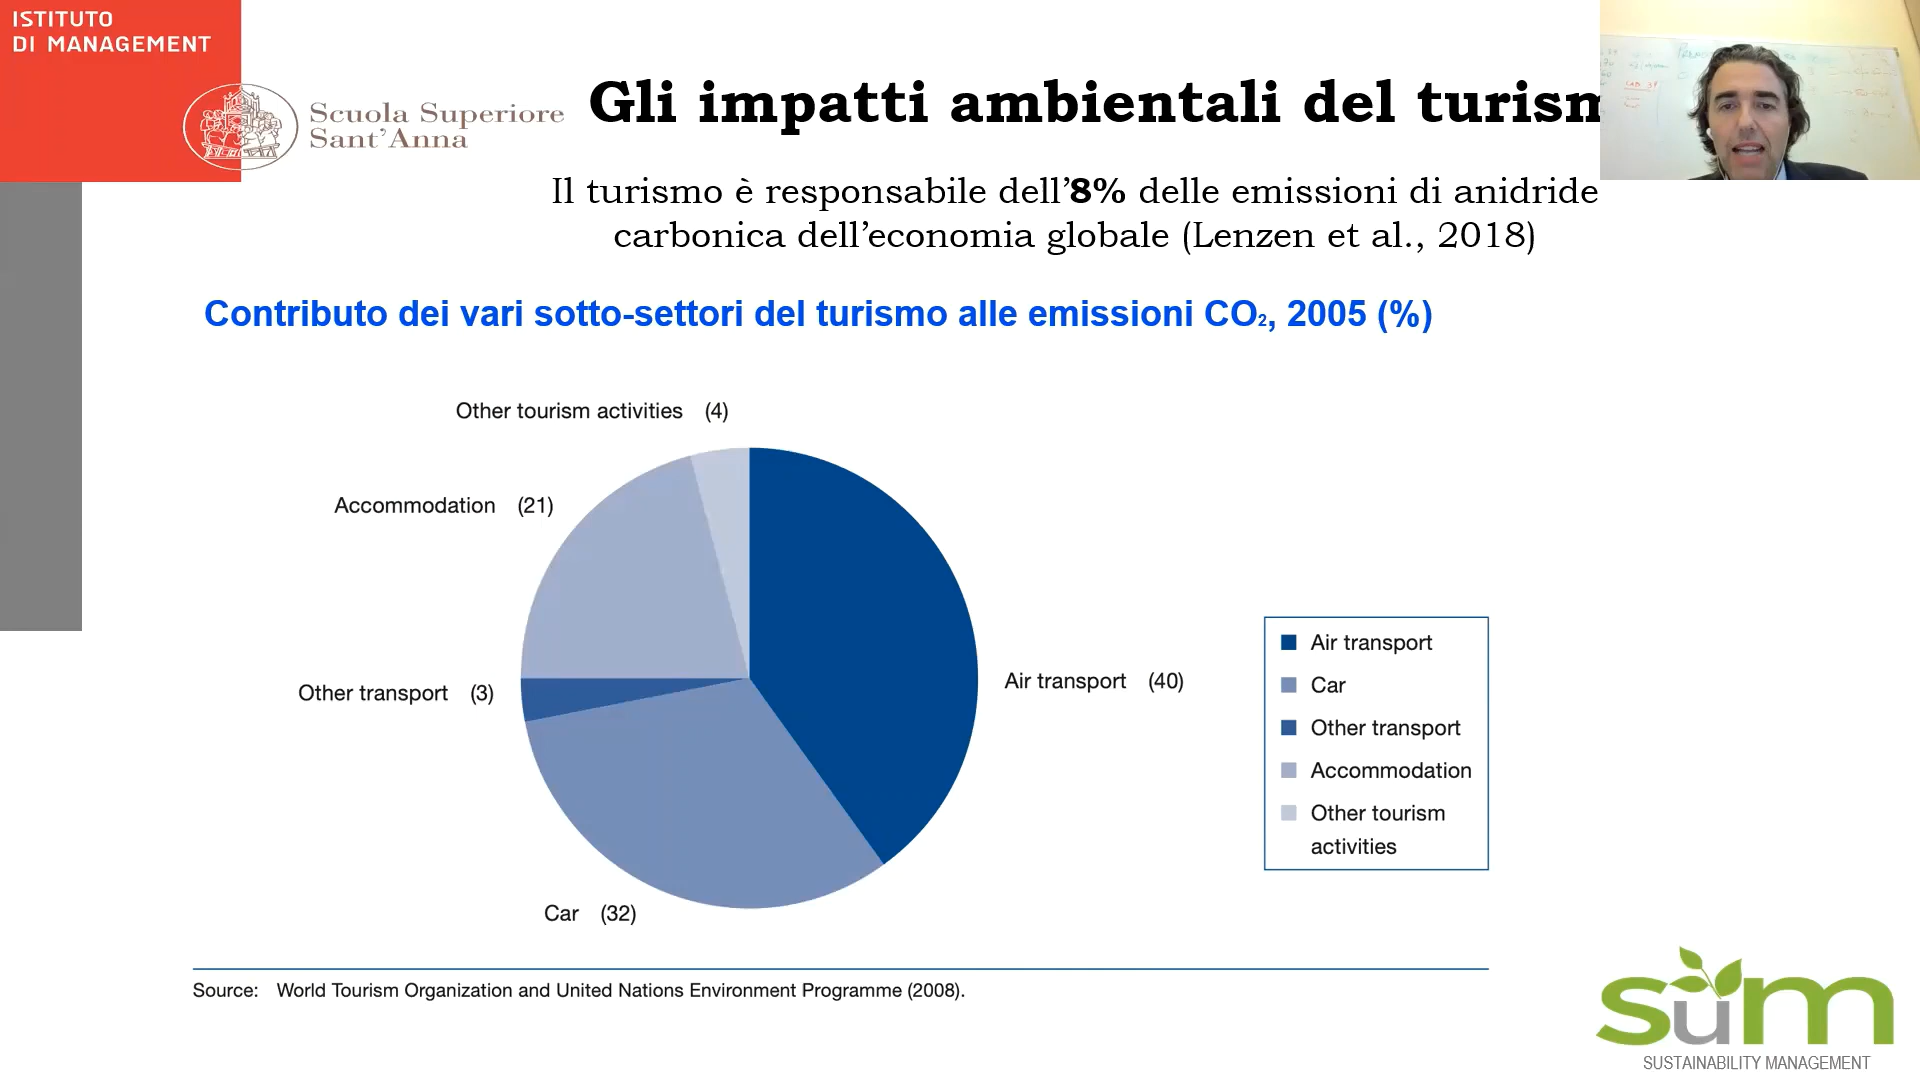 ISTITUTO
DI MANAGEMENT
Scuola Superiore
Sant'Anna
Gli impatti ambientali del turism
Il turismo è responsabile dell'8% delle emissioni di anidride
carbonica dell'economia globale (Lenzen et al., 2018)
Contributo dei vari sotto-settori del turismo alle emissioni CO₂, 2005 (%)
Other tourism activities (4)
Accommodation (21)
Other transport (3)
Air transport (40)
Car (32)
Air transport
Car
Other transport
Accommodation
Other tourism
activities
Source: World Tourism Organization and United Nations Environment Programme (2008).
sum
SUSTAINABILITY MANAGEMENT